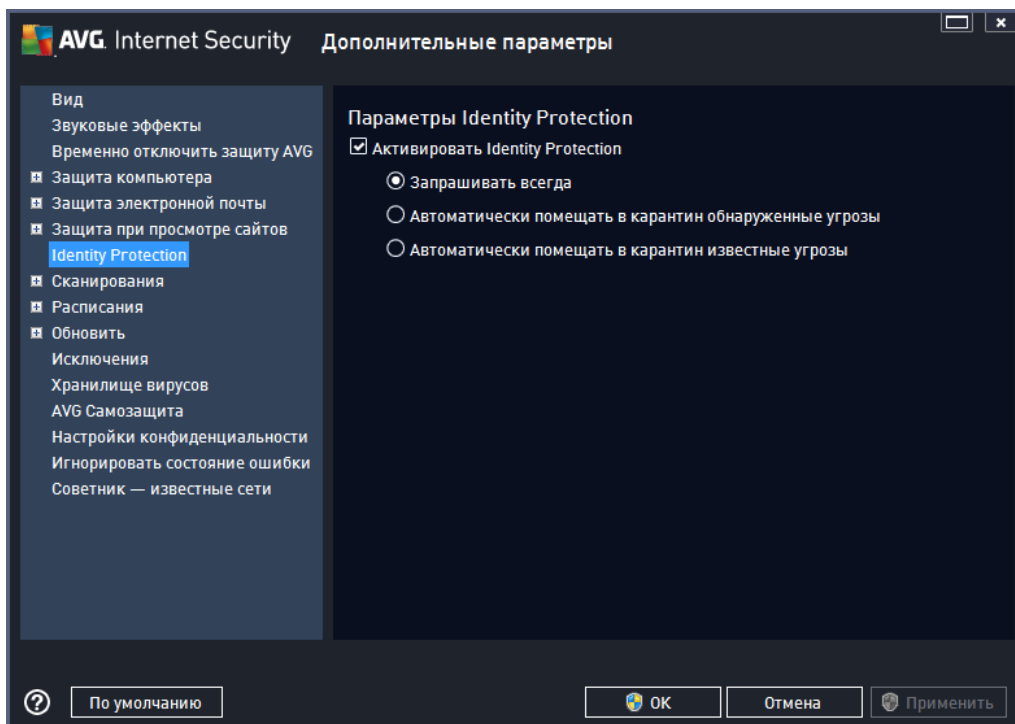 AVG. Internet Security Дополнительные параметры
Вид
Звуковые эффекты
Временно отключить защиту AVG
Защита компьютера
Защита электронной почты
Защита при просмотре сайтов
Identity Protection
Сканирования
Расписания
Обновить
Исключения
Хранилище вирусов
AVG Самозащита
Настройки конфиденциальности
Игнорировать состояние ошибки
Советник — известные сети
Параметры Identity Protection
Активировать Identity Protection
Запрашивать всегда
Автоматически помещать в карантин обнаруженные угрозы
Автоматически помещать в карантин известные угрозы
? По умолчанию OK Отмена Применить